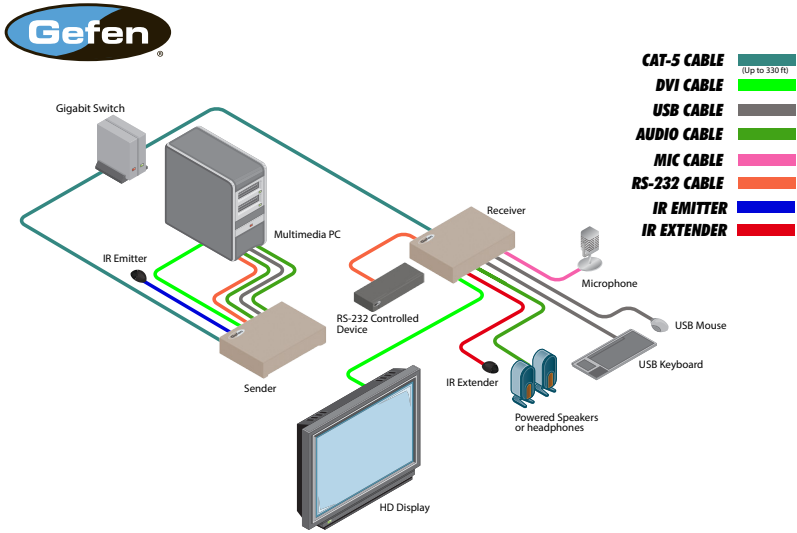 Gefen
®
CAT-5 CABLE
(Up to 330 ft)
DVI CABLE
USB CABLE
AUDIO CABLE
MIC CABLE
RS-232 CABLE
IR EMITTER
IR EXTENDER
Gigabit Switch
Multimedia PC
IR Emitter
Sender
Receiver
RS-232 Controlled
Device
Microphone
USB Mouse
USB Keyboard
IR Extender
Powered Speakers
or headphones
HD Display